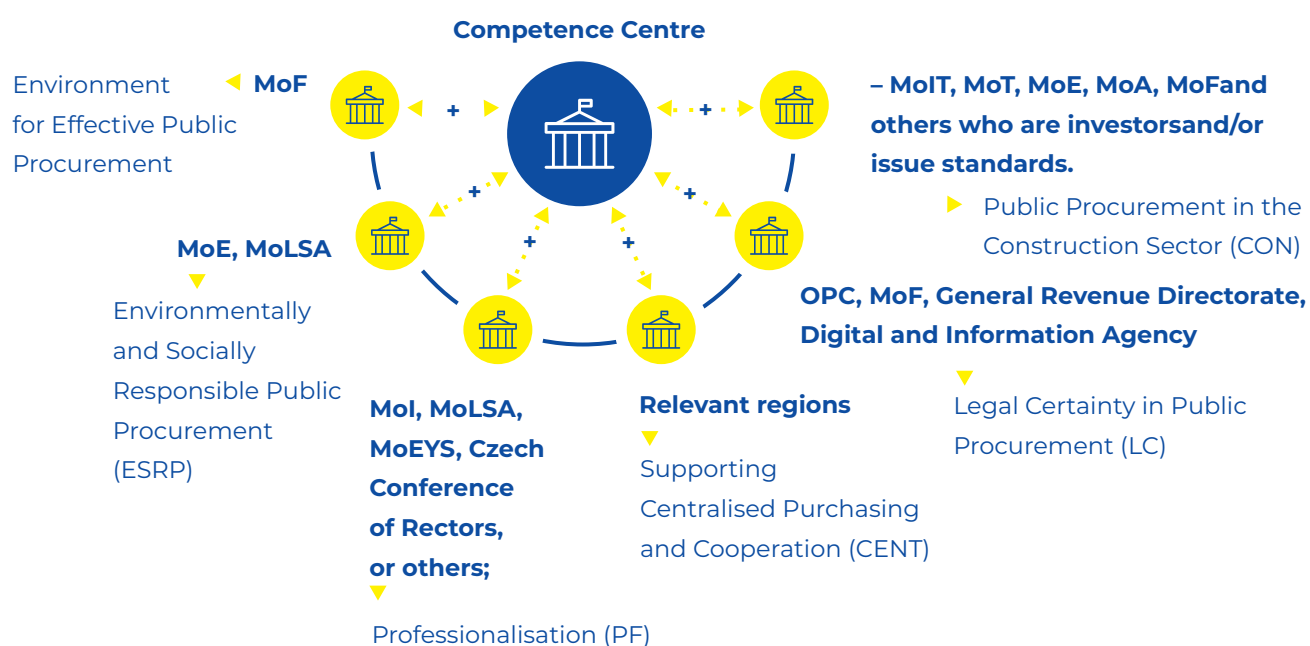 Competence Centre
Environment
for Effective Public
Procurement
MoF
+
+
– MoIT, MoT, MoE, MoA, MoFand
others who are investorsand/or
issue standards.
Public Procurement in the
Construction Sector (CON)
+
+
MoE, MoLSA
Environmentally
and Socially
Responsible Public
Procurement
(ESRP)
+
+
OPC, MoF, General Revenue Directorate,
Digital and Information Agency
Legal Certainty in Public
Procurement (LC)
MoI, MoLSA,
MoEYS, Czech
Conference
of Rectors,
or others;
Professionalisation (PF)
Relevant regions
Supporting
Centralised Purchasing
and Cooperation (CENT)